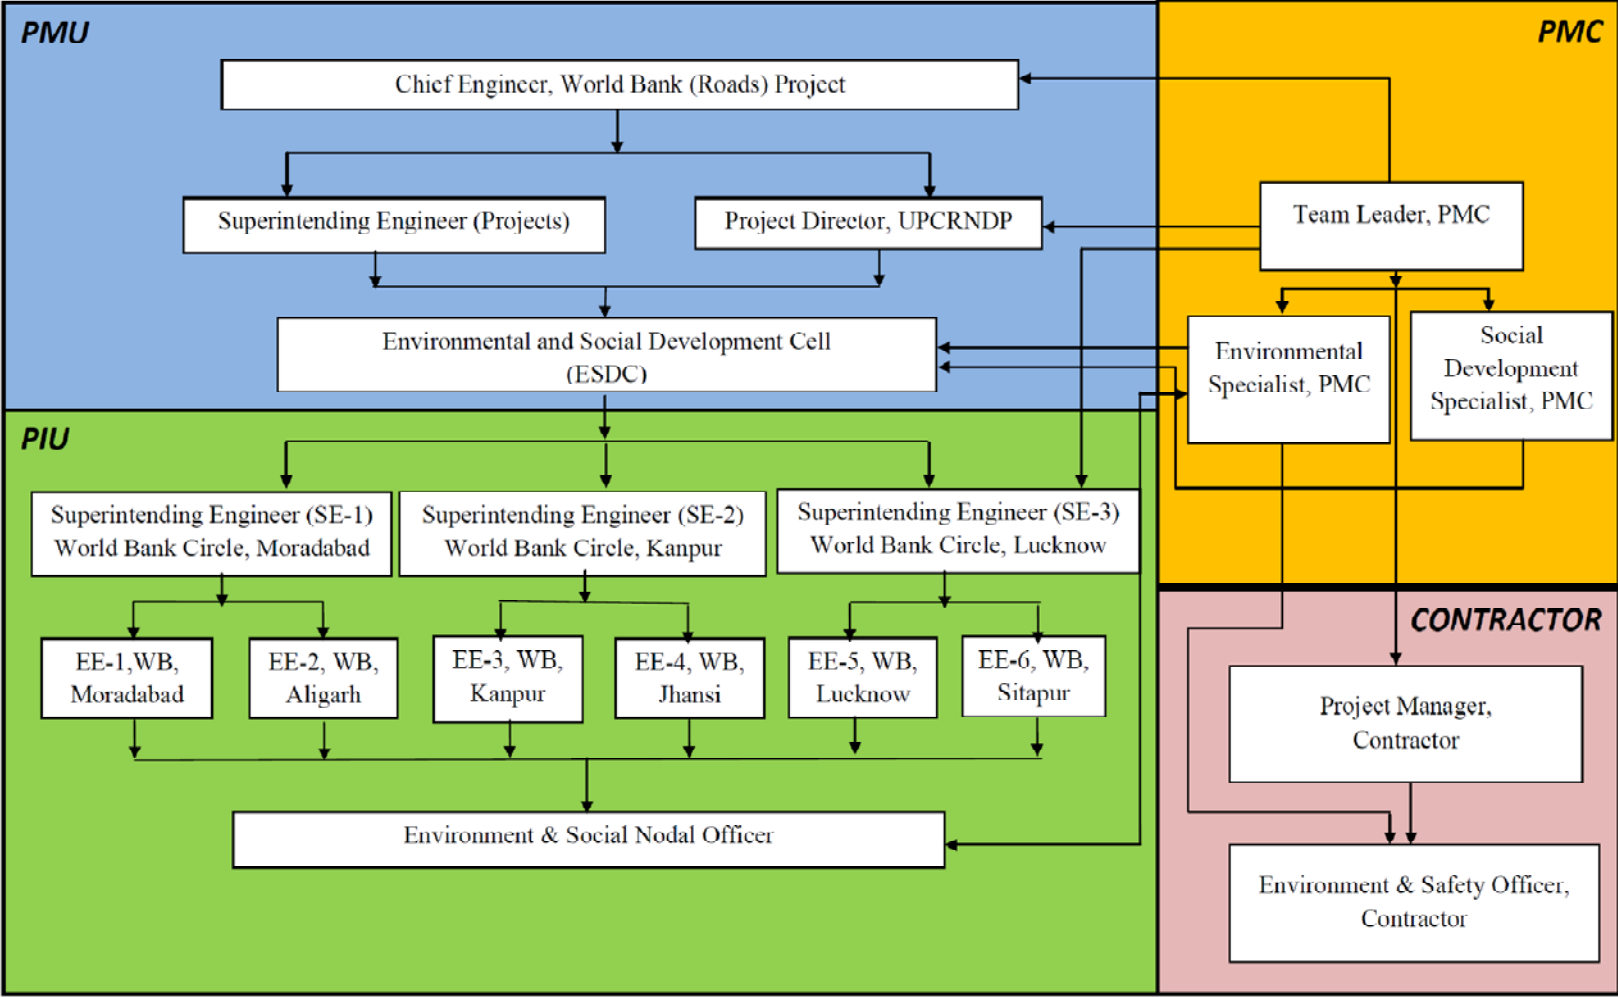 PMU
PMC
Chief Engineer, World Bank (Roads) Project
Superintending Engineer (Projects)
Project Director, UPCRNDP
Team Leader, PMC
Environmental and Social Development Cell
(ESDC)
Environmental
Specialist, PMC
Social
Development
Specialist, PMC
PIU
Superintending Engineer (SE-1)
World Bank Circle, Moradabad
Superintending Engineer (SE-2)
World Bank Circle, Kanpur
Superintending Engineer (SE-3)
World Bank Circle, Lucknow
CONTRACTOR
EE-1,WB,
Moradabad
EE-2, WB,
Aligarh
EE-3, WB,
Kanpur
EE-4, WB,
Jhansi
EE-5, WB,
Lucknow
EE-6, WB,
Sitapur
Project Manager,
Contractor
Environment & Social Nodal Officer
Environment & Safety Officer,
Contractor